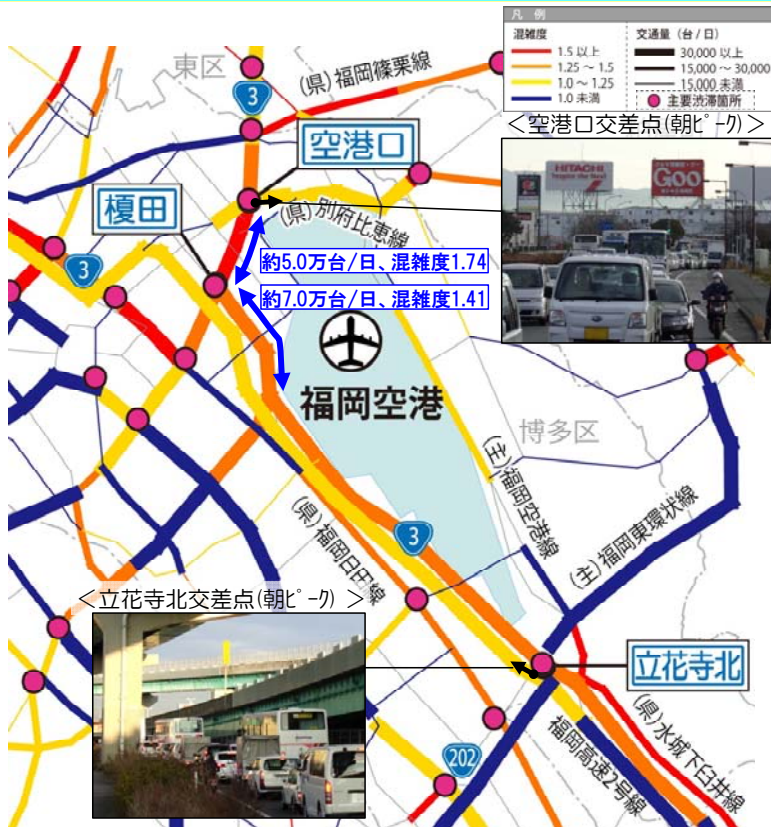 凡 例
混雑度
1.5 以上
1.25 ～ 1.5
1.0 ～ 1.25
1.0 未満
交通量 (台 / 日)
30,000 以上
15,000 ～ 30,000
15,000 未満
主要渋滞箇所
東区
3
(県) 福岡篠栗線
空港口
＜空港口交差点(朝ﾋﾟｰｸ)＞
HITACHI
Inspire the Next
Goo
榎田
(県) 別府比恵線
3
約5.0万台/日、混雑度1.74
約7.0万台/日、混雑度1.41
福岡空港
博多区
(主) 福岡空港線
(主) 福岡東環状線
3
(県) 福岡日田線
＜立花寺北交差点(朝ﾋﾟｰｸ) ＞
立花寺北
(県) 水城下臼井線
福岡高速2号線
202